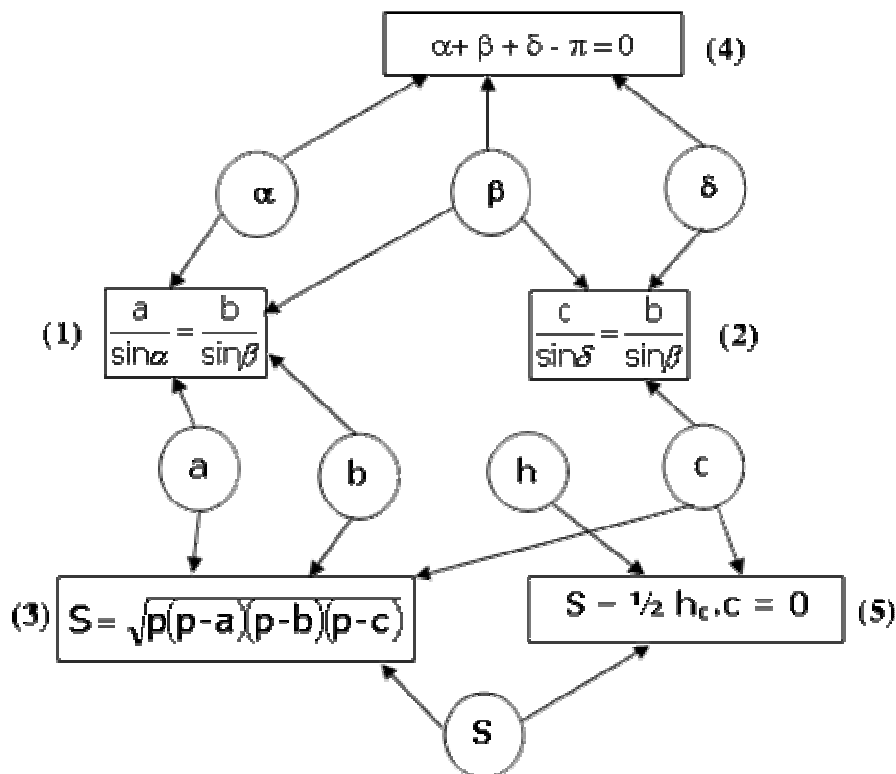 α+ β + δ - π = 0 (4)
α β δ
(1) a/sinα = b/sinβ
c/sinδ = b/sinβ (2)
a b h c
(3) S = √p(p-a)(p-b)(p-c)
S – ½ hc.c = 0 (5)
S